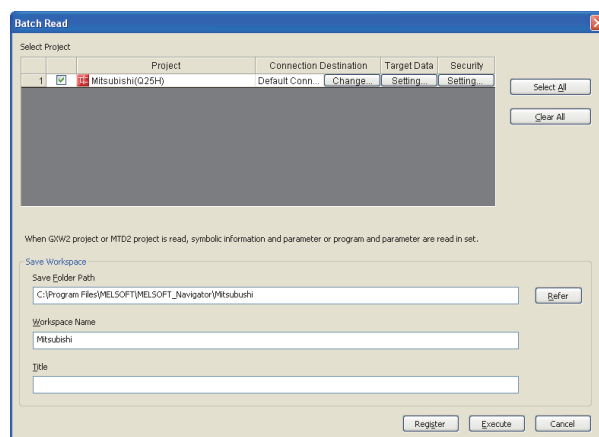 Batch Read
Select Project
Project Connection Destination Target Data Security
1 Mitsubishi(Q25H) Default Conn... Change... Setting... Setting...
Select All
Clear All
When GXW2 project or MTD2 project is read, symbolic information and parameter or program and parameter are read in set.
Save Workspace
Save Folder Path
C:\Program Files\MELSOFT\MELSOFT_Navigator\Mitsubushi
Refer
Workspace Name
Mitsubishi
Title
Register Execute Cancel